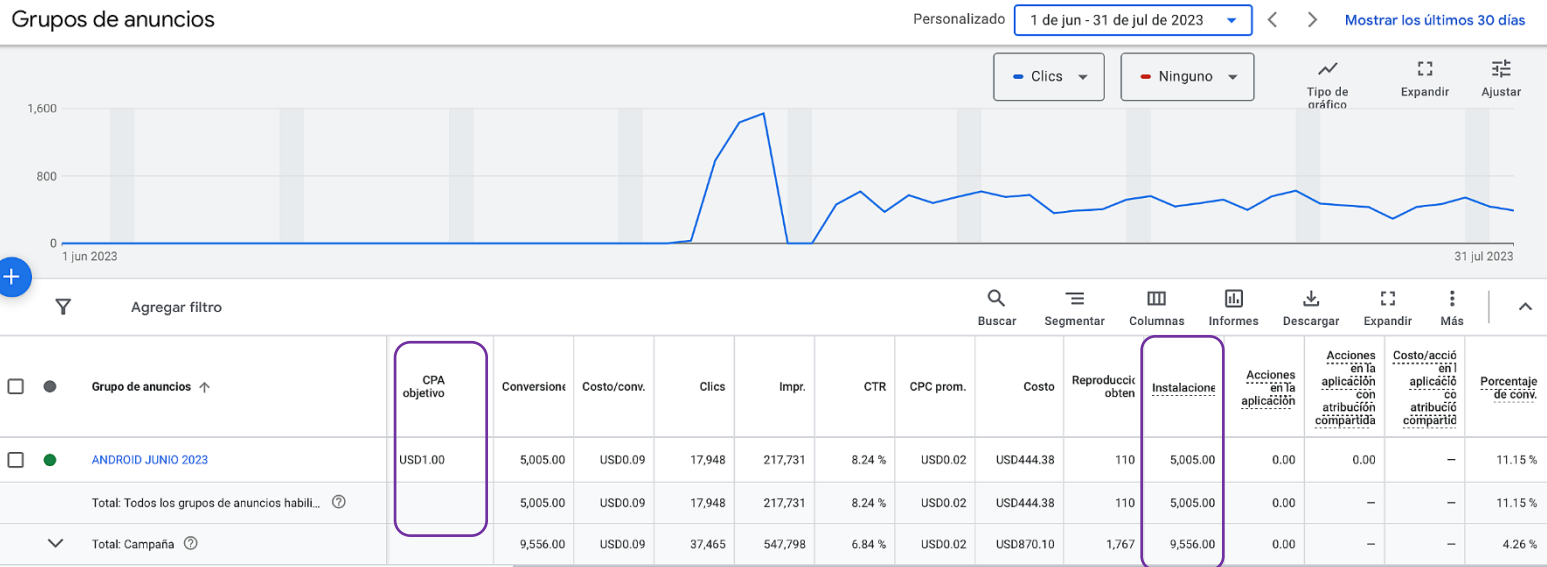 Grupos de anuncios
Personalizado
1 de jun - 31 de jul de 2023
Mostrar los últimos 30 días
Clics
Ninguno
Tipo de
gráfico
Expandir
Ajustar
1,600
800
0
1 jun 2023
31 jul 2023
Agregar filtro
Buscar
Segmentar
Columnas
Informes
Descargar
Expandir
Más
Grupo de anuncios
CPA
objetivo
Conversione
Costo/conv.
Clics
Impr.
CTR
CPC prom.
Costo
Reproducció
obten
Instalacione
Acciones
en la
aplicación
Acciones
en la
aplicación
con
atribución
compartida
Costo/acció
en l
aplicació
co
atribució
compartid
Porcentaje
de conv.
ANDROID JUNIO 2023 USD1.00 5,005.00 USD0.09 17,948 217,731 8.24 % USD0.02 USD444.38 110 5,005.00 0.00 0.00 — 11.15 %
Total: Todos los grupos de anuncios habili... 5,005.00 USD0.09 17,948 217,731 8.24 % USD0.02 USD444.38 110 5,005.00 0.00 — — 11.15 %
Total: Campaña 9,556.00 USD0.09 37,465 547,798 6.84 % USD0.02 USD870.10 1,767 9,556.00 0.00 — — 4.26 %